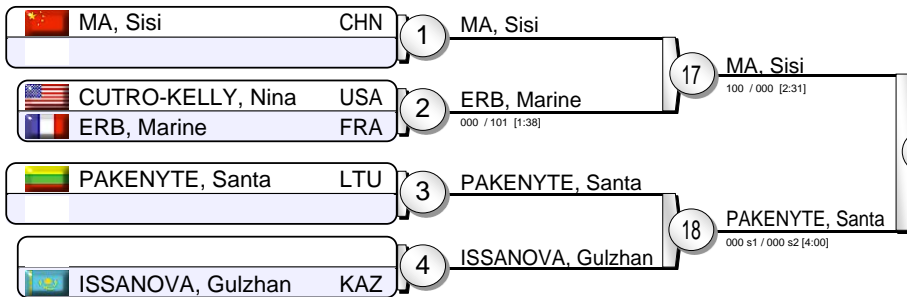 MA, Sisi CHN
1
MA, Sisi
CUTRO-KELLY, Nina USA
ERB, Marine FRA
2
ERB, Marine
000 / 101 [1:38]
17
MA, Sisi
100 / 000 [2:31]
PAKENYTE, Santa LTU
3
PAKENYTE, Santa
ISSANOVA, Gulzhan KAZ
4
ISSANOVA, Gulzhan
18
PAKENYTE, Santa
000 s1 / 000 s2 [4:00]